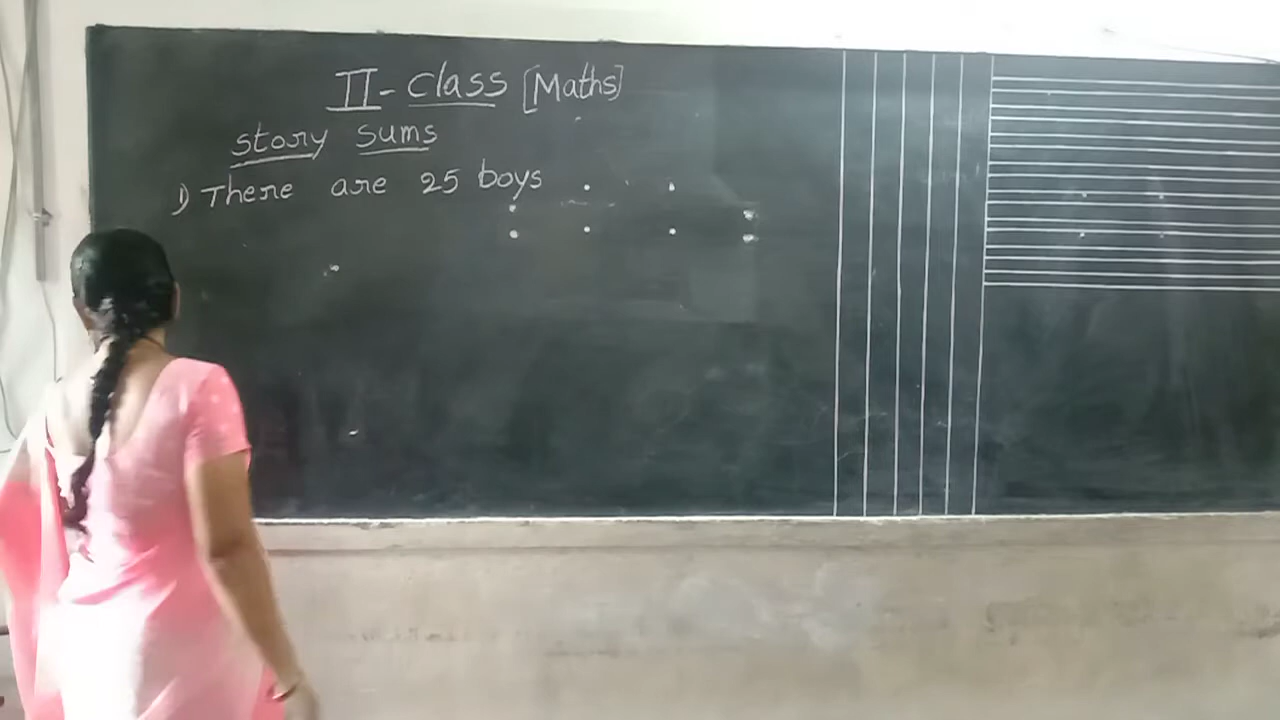 II - class [Maths]
story sums
1) There are 25 boys